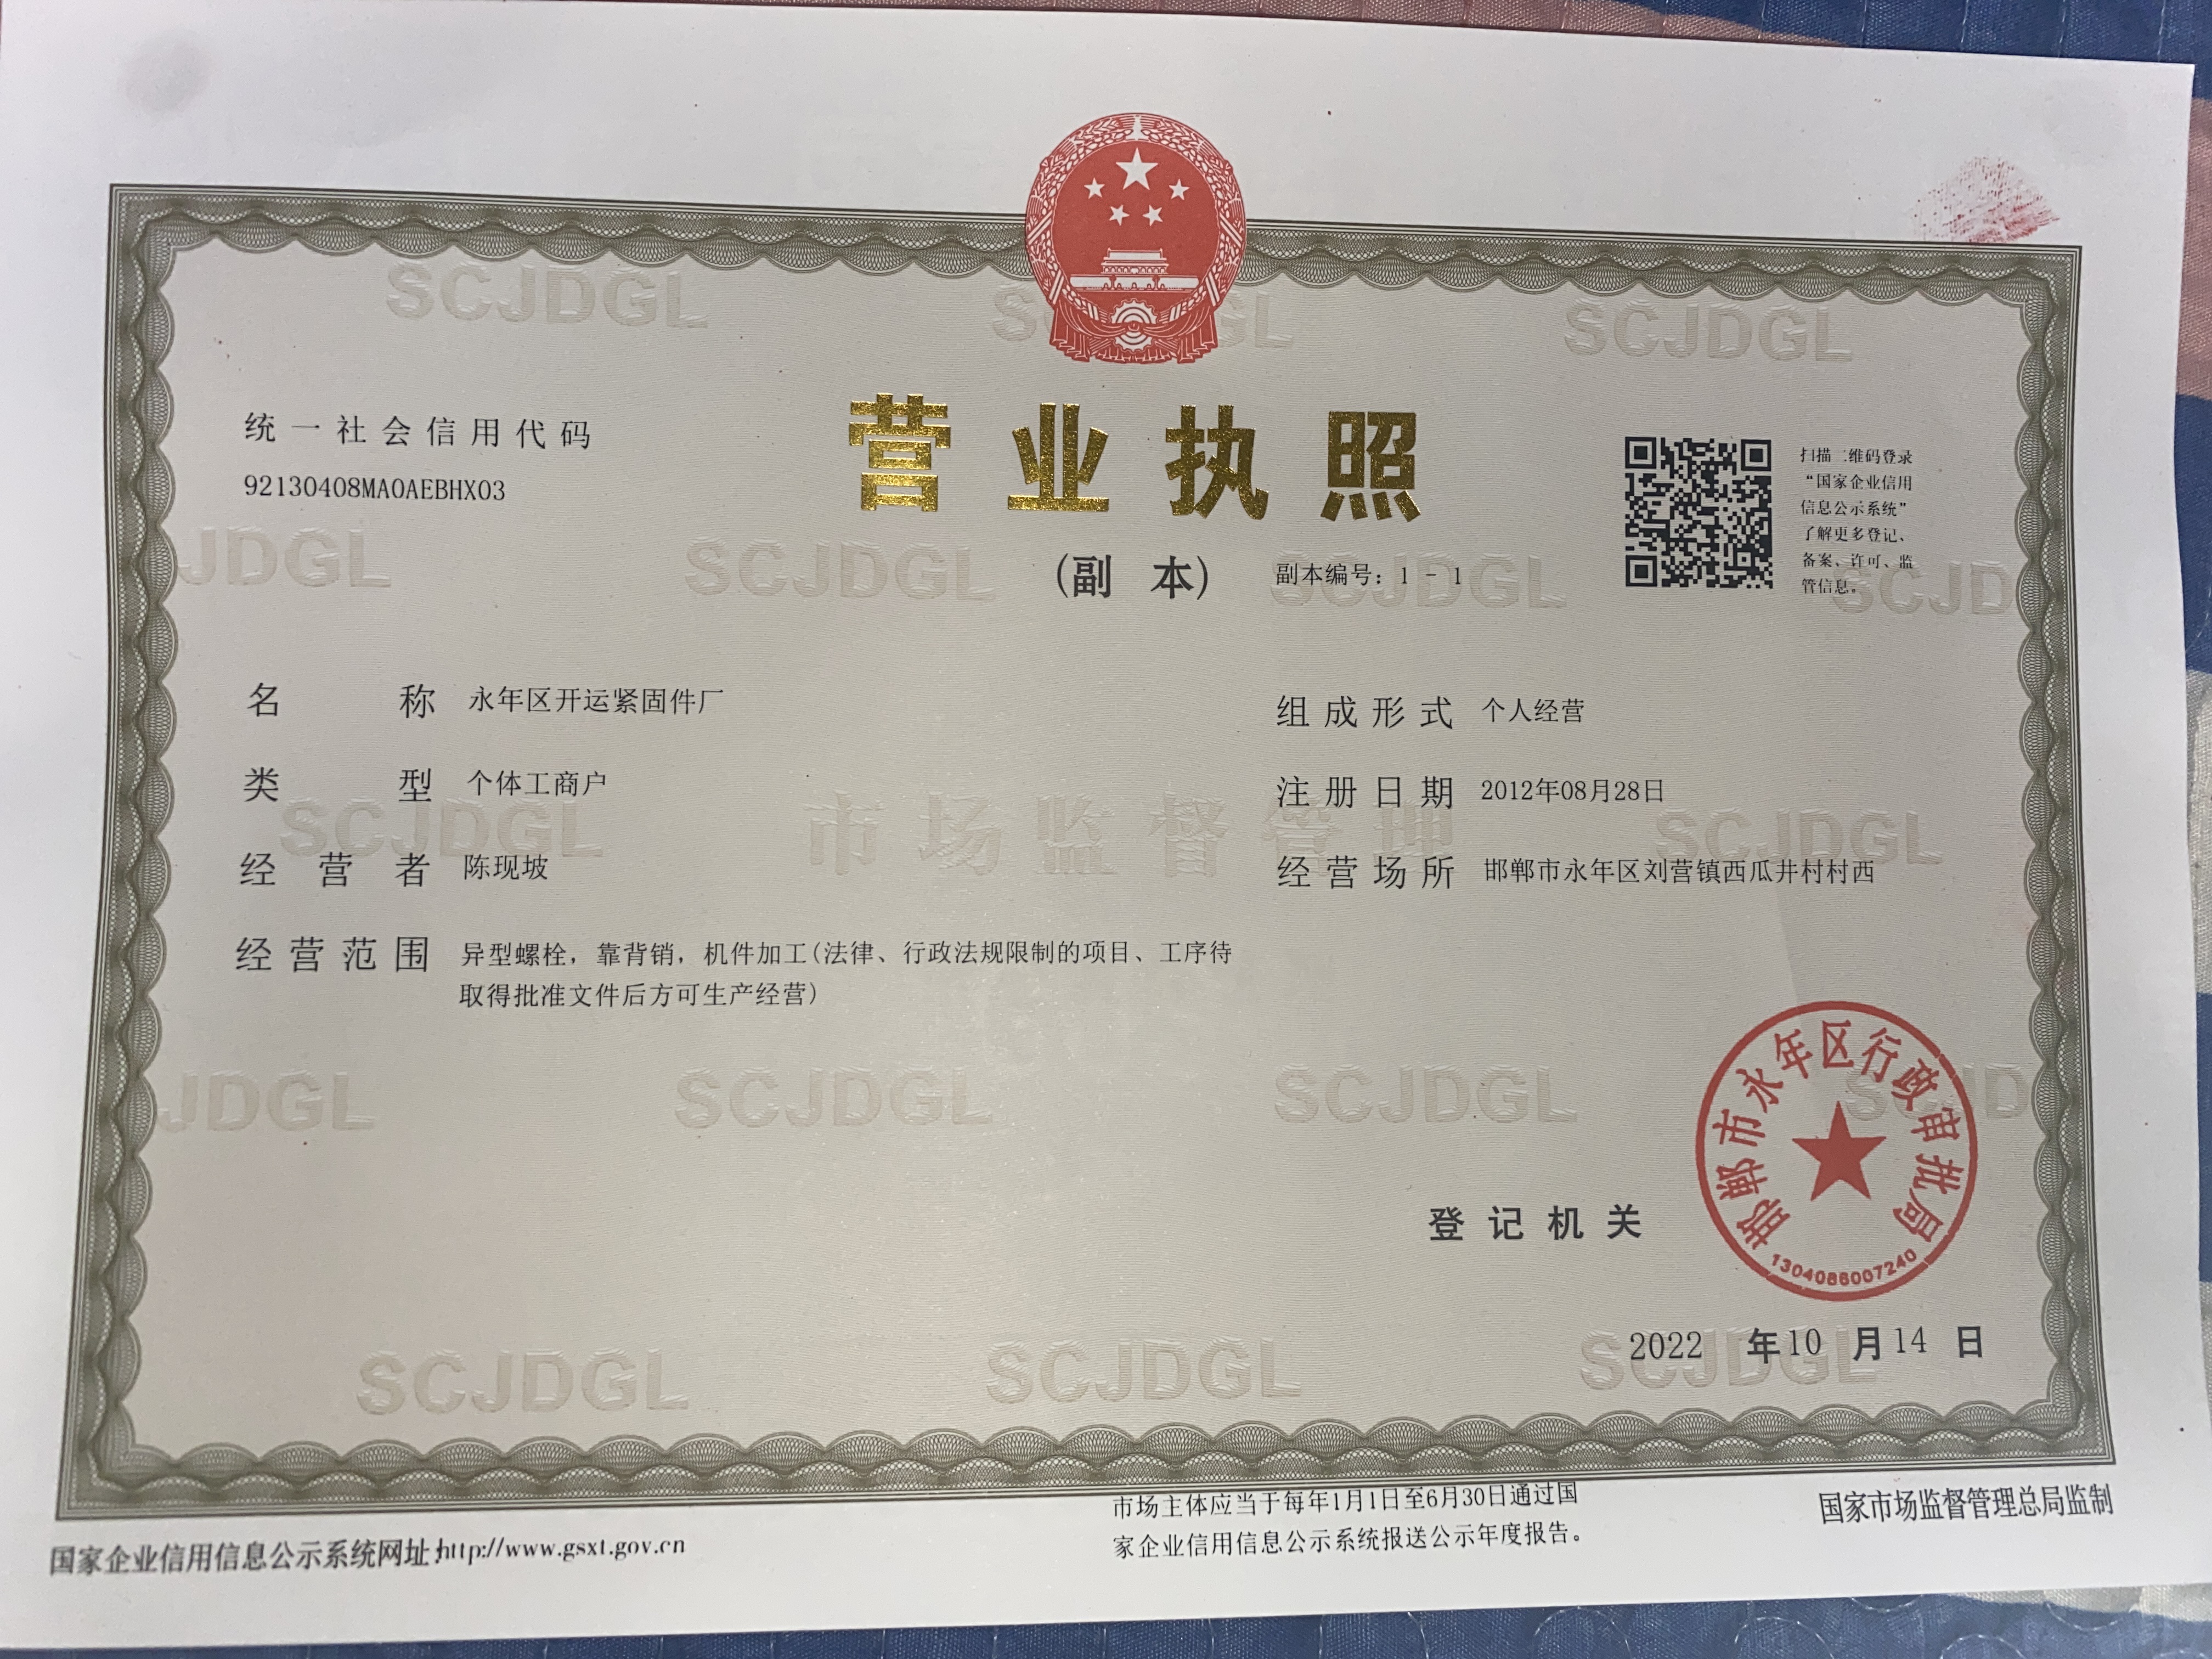 统一社会信用代码
92130408MA0AEBHX03
营业执照
(副 本) 副本编号：1 - 1
扫描二维码登录
“国家企业信用
信息公示系统”
了解更多登记、
备案、许可、监
管信息。
名 称 永年区开运紧固件厂
类 型 个体工商户
经 营 者 陈现坡
经 营 范 围 异型螺栓，靠背销，机件加工(法律、行政法规限制的项目、工序待
取得批准文件后方可生产经营)
组 成 形 式 个人经营
注 册 日 期 2012年08月28日
经 营 场 所 邯郸市永年区刘营镇西瓜井村村西
市场监督管理
SCJDGL
登 记 机 关
邯郸市永年区行政审批局
1304086007240
2022 年 10 月 14 日
国家企业信用信息公示系统网址:http://www.gsxt.gov.cn
市场主体应当于每年1月1日至6月30日通过国
家企业信用信息公示系统报送公示年度报告。
国家市场监督管理总局监制